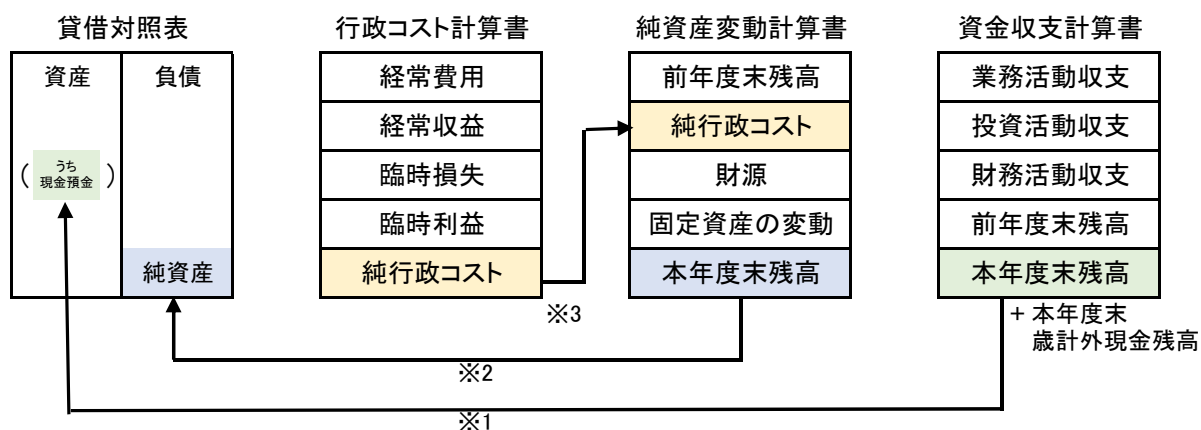 貸借対照表
資産
負債
(うち
現金預金)
純資産
行政コスト計算書
経常費用
経常収益
臨時損失
臨時利益
純行政コスト
純資産変動計算書
前年度末残高
純行政コスト
財源
固定資産の変動
本年度末残高
資金収支計算書
業務活動収支
投資活動収支
財務活動収支
前年度末残高
本年度末残高
+ 本年度末
歳計外現金残高
※3
※2
※1